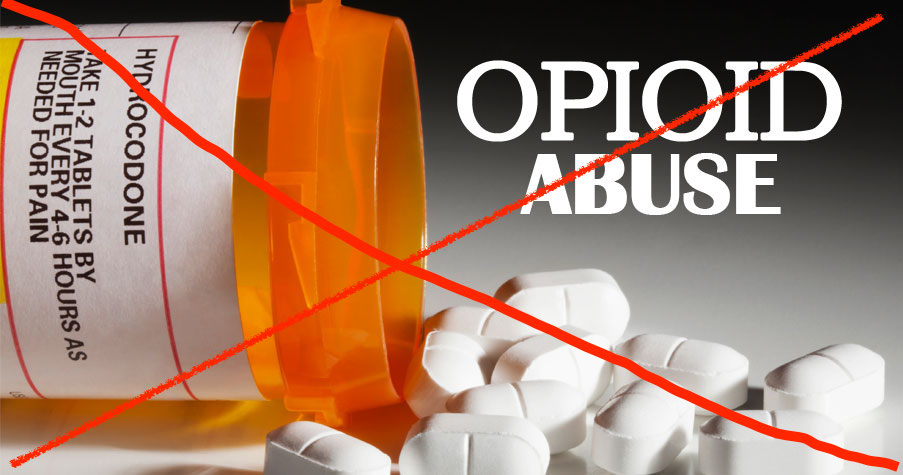 HYDROCODONE
TAKE 1-2 TABLETS BY
MOUTH EVERY 4-6 HOURS AS
NEEDED FOR PAIN
OPIOID
ABUSE